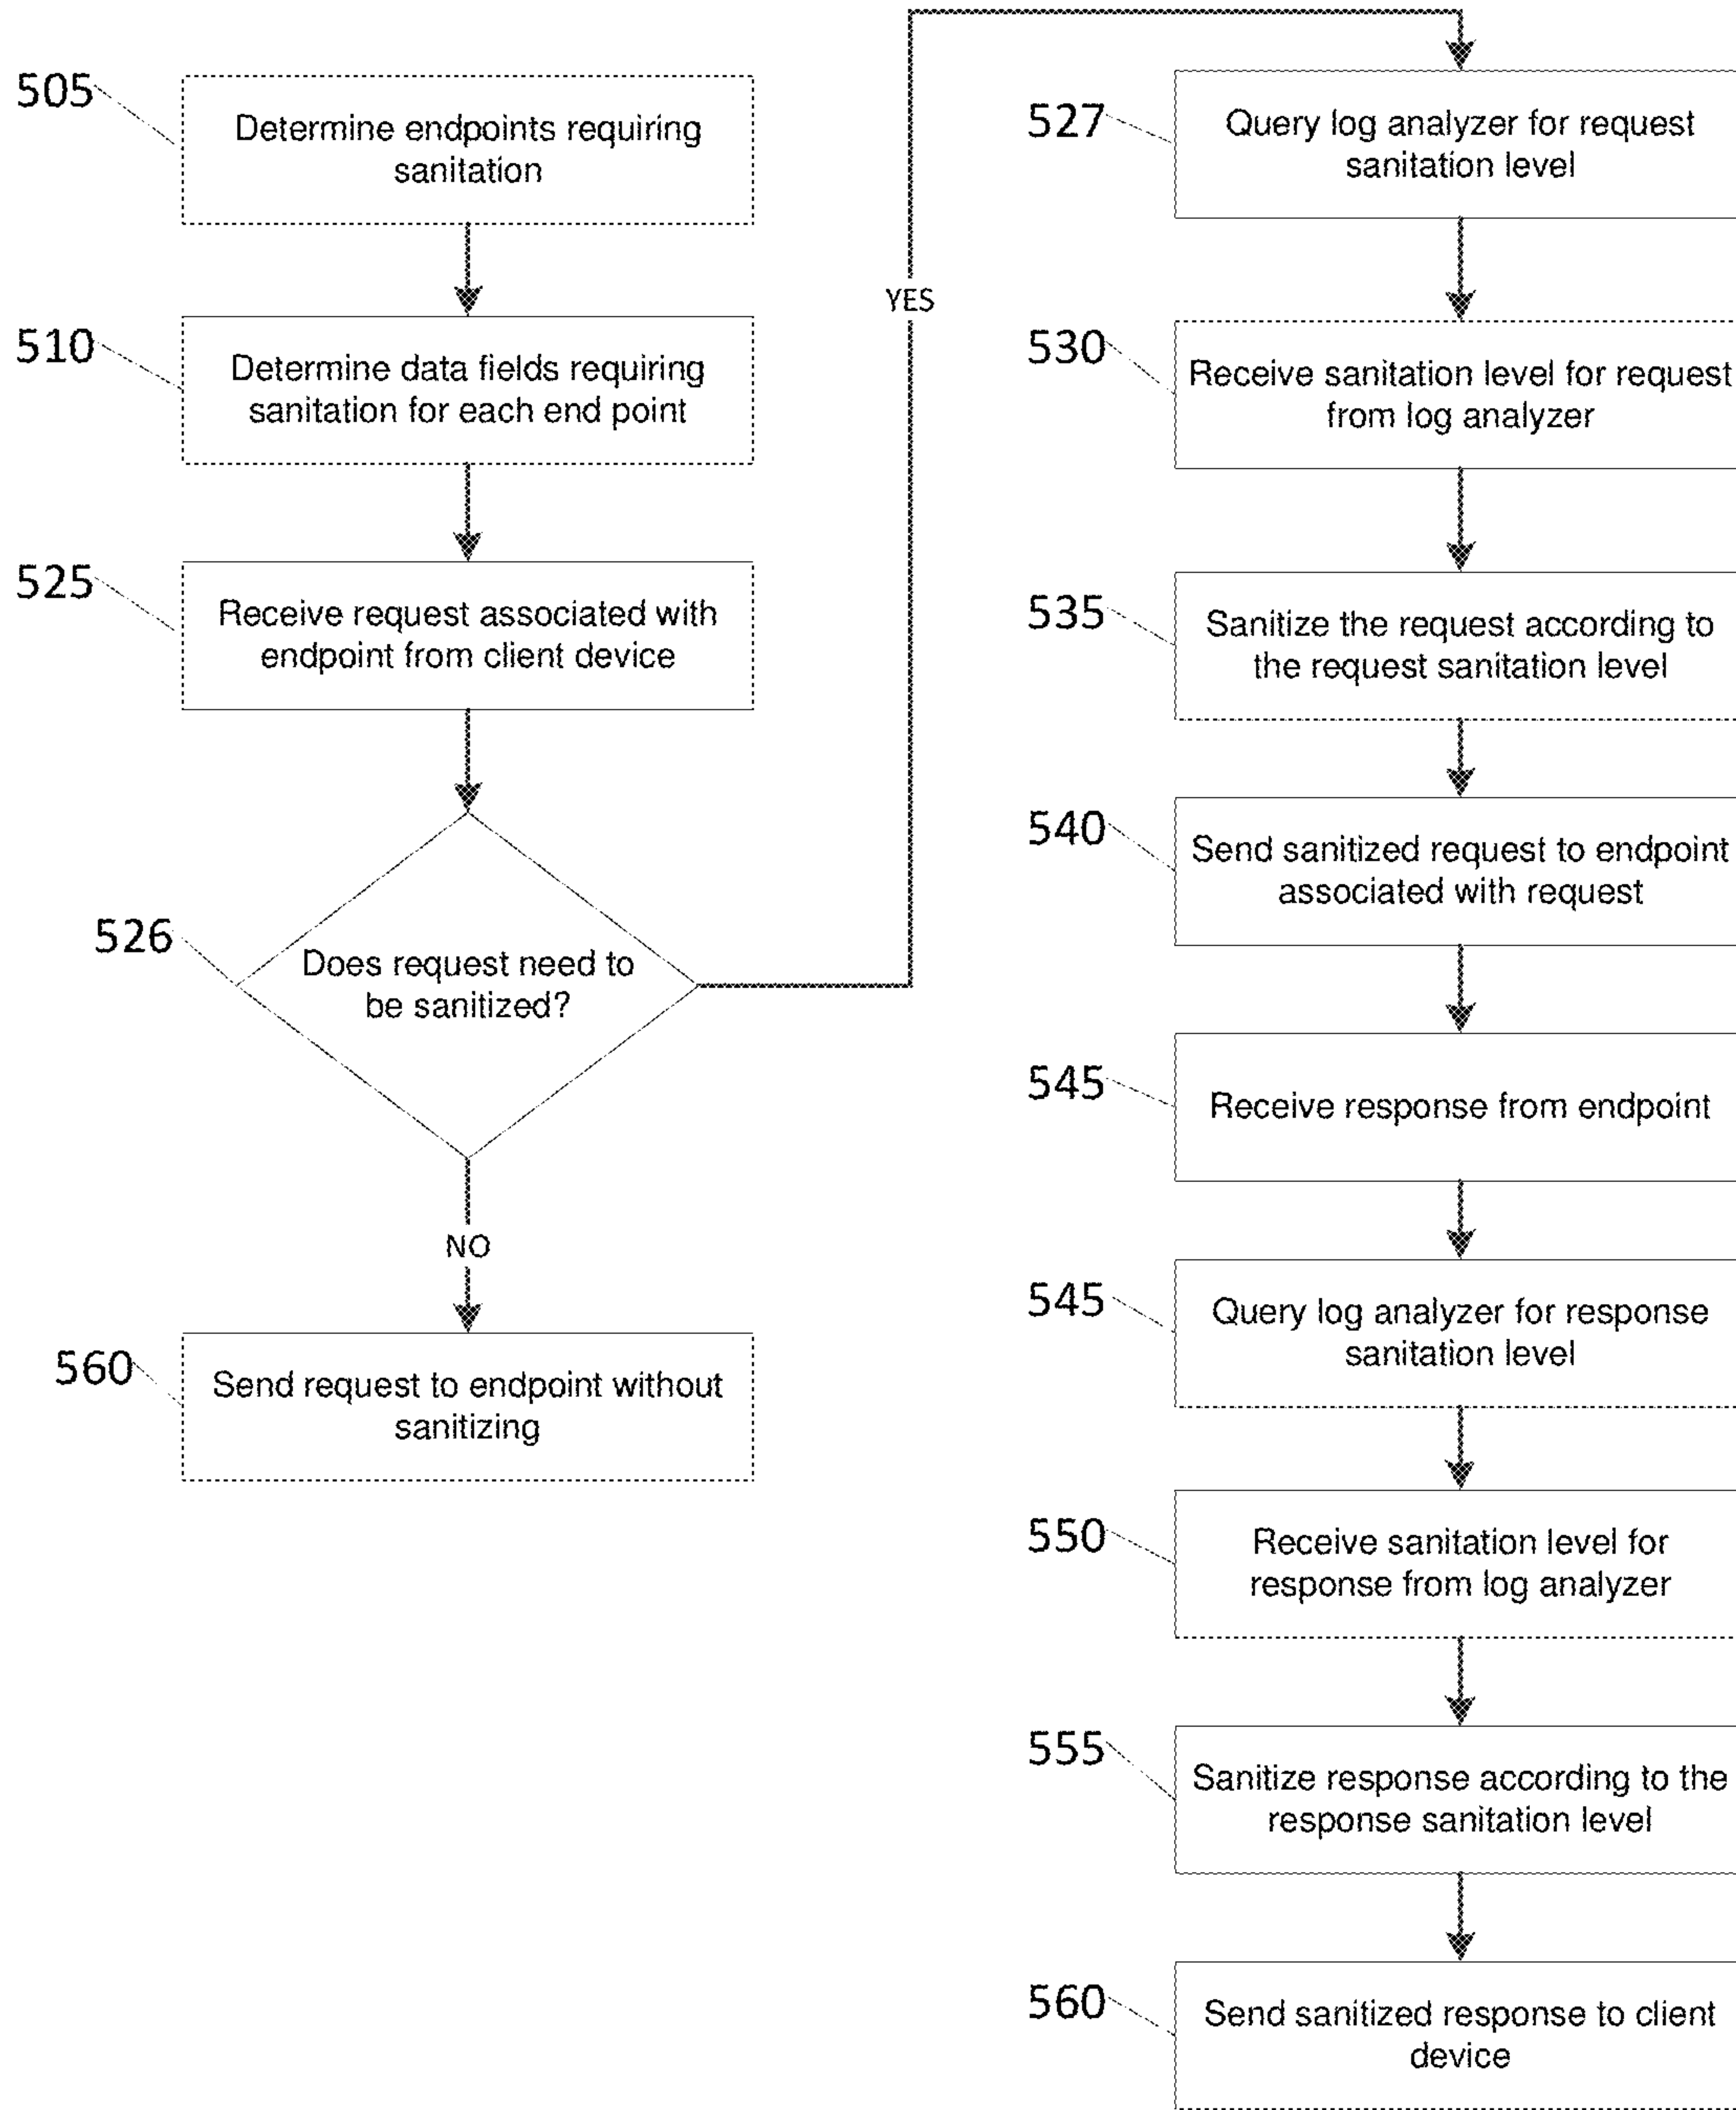 505
Determine endpoints requiring
sanitation
510
Determine data fields requiring
sanitation for each end point
525
Receive request associated with
endpoint from client device
526
Does request need to
be sanitized?
NO
560
Send request to endpoint without
sanitizing
YES
527
Query log analyzer for request
sanitation level
530
Receive sanitation level for request
from log analyzer
535
Sanitize the request according to
the request sanitation level
540
Send sanitized request to endpoint
associated with request
545
Receive response from endpoint
545
Query log analyzer for response
sanitation level
550
Receive sanitation level for
response from log analyzer
555
Sanitize response according to the
response sanitation level
560
Send sanitized response to client
device